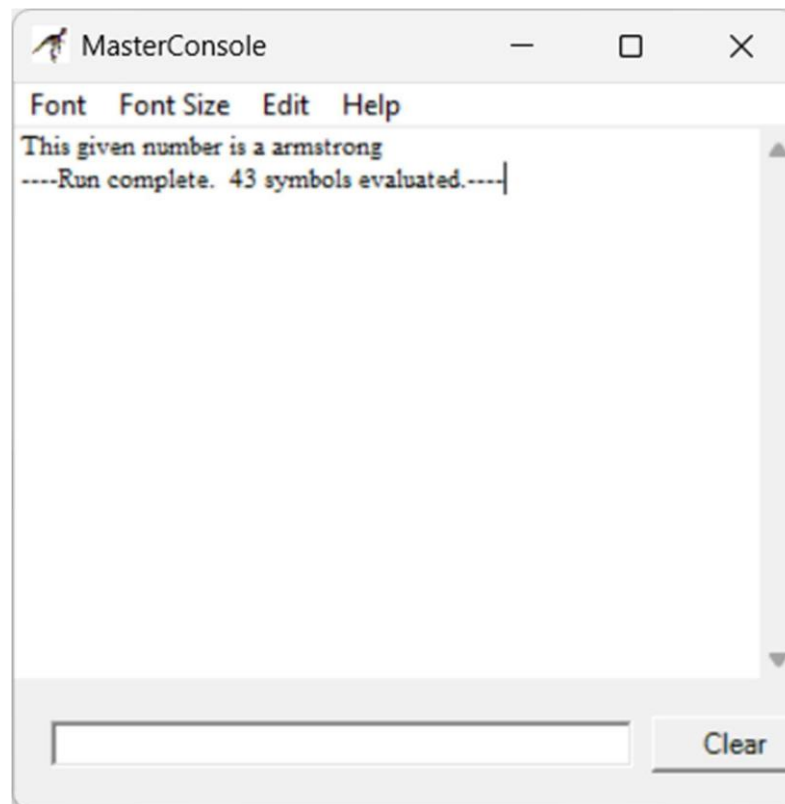 MasterConsole
Font Font Size Edit Help
This given number is a armstrong
----Run complete.  43 symbols evaluated.----
Clear